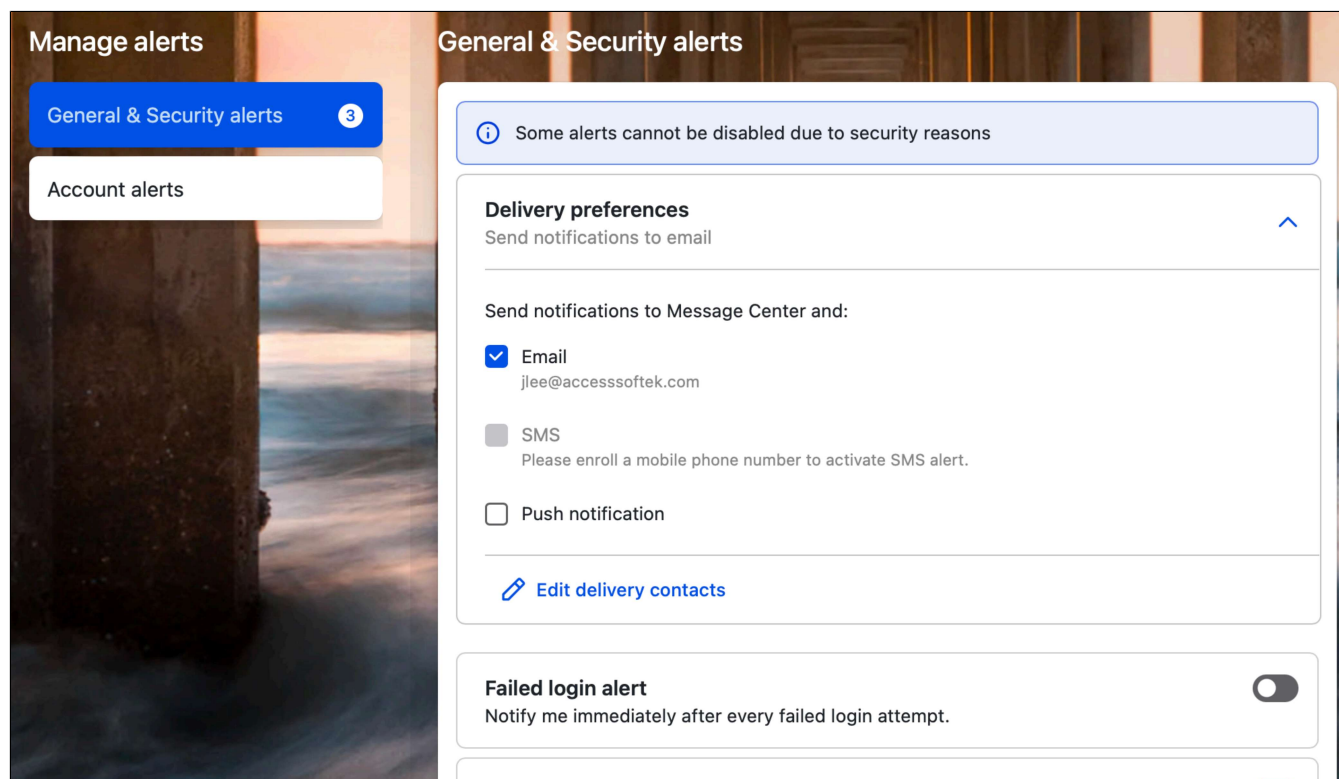 Manage alerts
General & Security alerts 3
Account alerts
General & Security alerts
Some alerts cannot be disabled due to security reasons
Delivery preferences
Send notifications to email
Send notifications to Message Center and:
Email
jlee@accesssoftek.com
SMS
Please enroll a mobile phone number to activate SMS alert.
Push notification
Edit delivery contacts
Failed login alert
Notify me immediately after every failed login attempt.